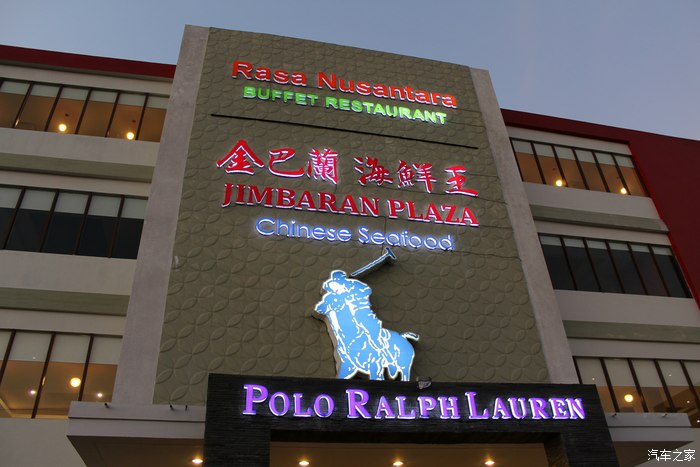 Rasa Nusantara
BUFFET RESTAURANT
金巴蘭 海鮮王
JIMBARAN PLAZA
Chinese Seafood
POLO RALPH LAUREN
汽车之家